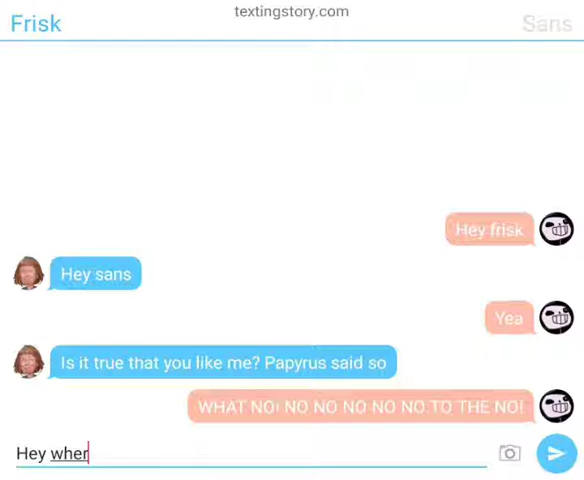 textingstory.com
Frisk
Sans
Hey frisk
Hey sans
Yea
Is it true that you like me? Papyrus said so
WHAT NO! NO NO NO NO NO TO THE NO!
Hey wher